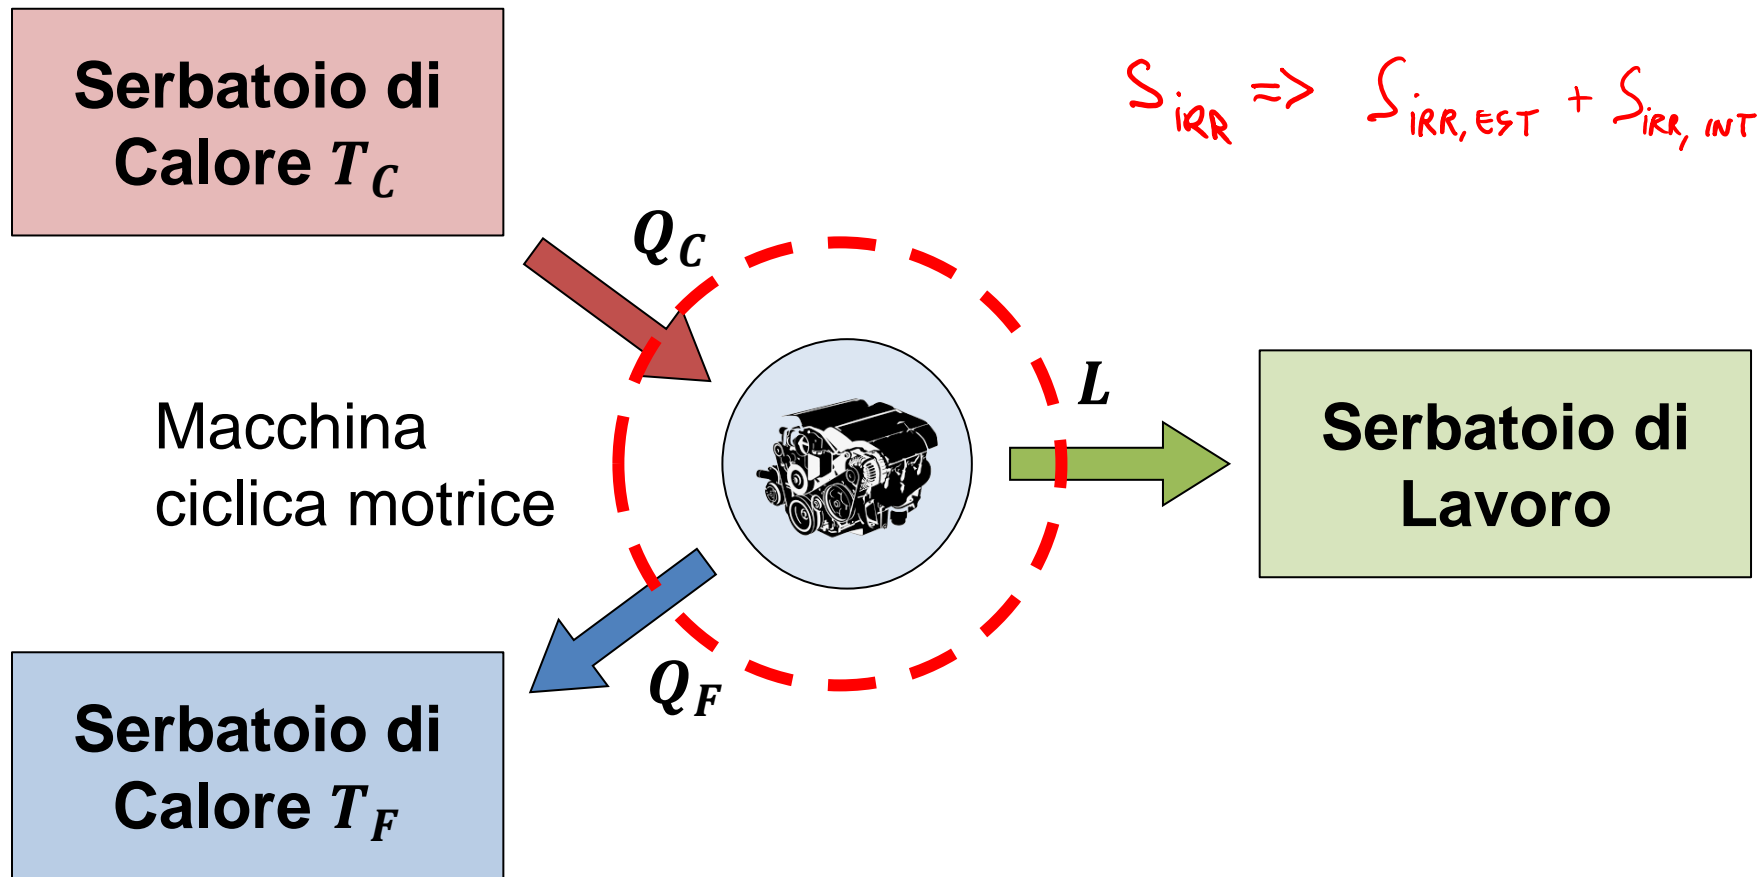 Serbatoio di
Calore T_C
S_IRR => S_IRR, EST + S_IRR, INT
Q_C
Macchina
ciclica motrice
L
Serbatoio di
Lavoro
Q_F
Serbatoio di
Calore T_F